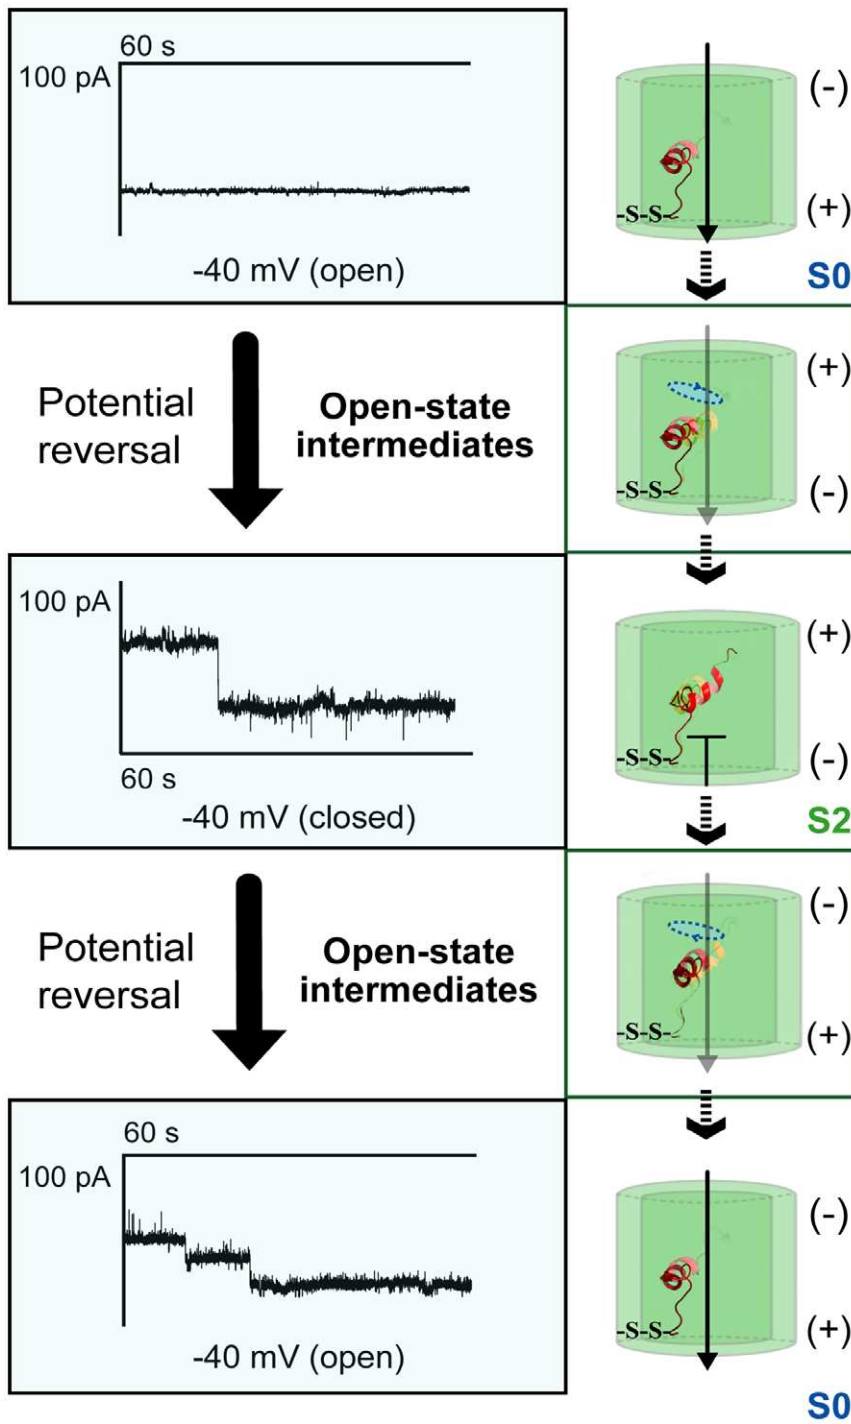 60 s
100 pA
-40 mV (open)
(-)
-S-S-
(+)
S0
Potential
reversal
Open-state
intermediates
(+)
-S-S-
(-)
100 pA
60 s
-40 mV (closed)
(+)
-S-S-
(-)
S2
Potential
reversal
Open-state
intermediates
(-)
-S-S-
(+)
60 s
100 pA
-40 mV (open)
(-)
-S-S-
(+)
S0